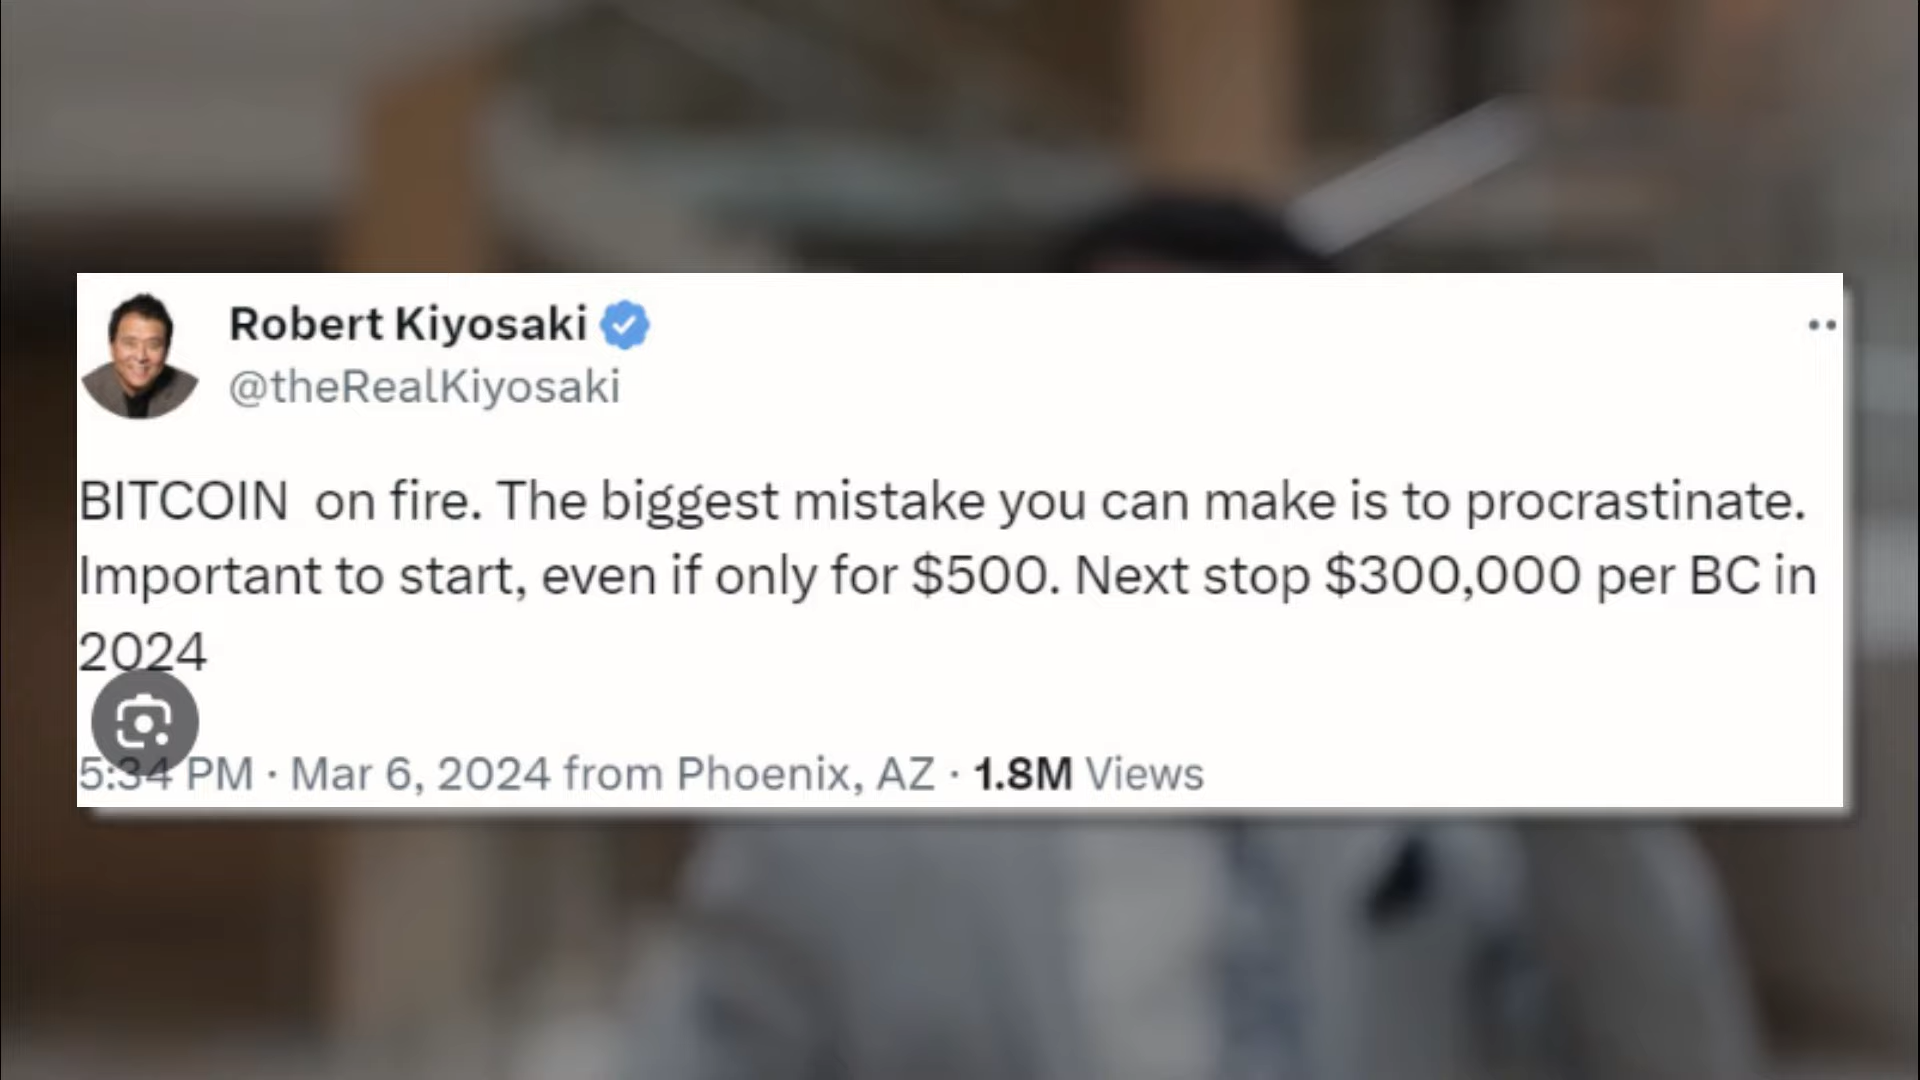 Robert Kiyosaki
@theRealKiyosaki
BITCOIN on fire. The biggest mistake you can make is to procrastinate.
Important to start, even if only for $500. Next stop $300,000 per BC in
2024
5:34 PM · Mar 6, 2024 from Phoenix, AZ · 1.8M Views